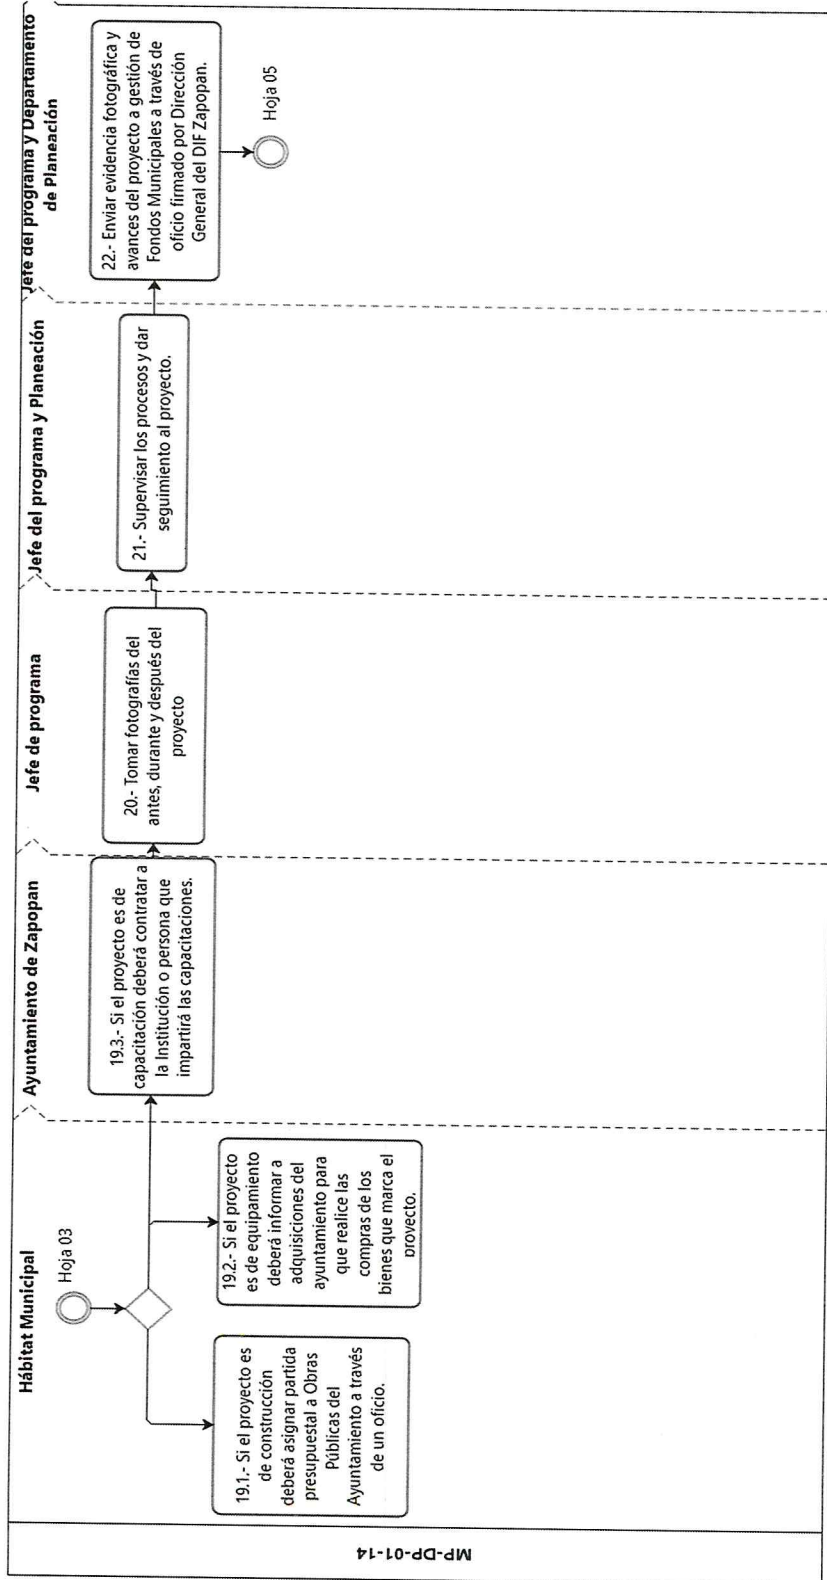 MP-DP-01-14
Hábitat Municipal
Hoja 03
19.1.- Si el proyecto es
de construcción
deberá asignar partida
presupuestal a Obras
Públicas del
Ayuntamiento a través
de un oficio.
19.2.- Si el proyecto
es de equipamiento
deberá informar a
adquisiciones del
ayuntamiento para
que realice las
compras de los
bienes que marca el
proyecto.
Ayuntamiento de Zapopan
19.3.- Si el proyecto es de
capacitación deberá contratar a
la Institución o persona que
impartirá las capacitaciones.
Jefe de programa
20.- Tomar fotografías del
antes, durante y después del
proyecto
Jefe del programa y Planeación
21.- Supervisar los procesos y dar
seguimiento al proyecto.
Jefe del programa y Departamento
de Planeación
22.- Enviar evidencia fotográfica y
avances del proyecto a gestión de
Fondos Municipales a través de
oficio firmado por Dirección
General del DIF Zapopan.
Hoja 05